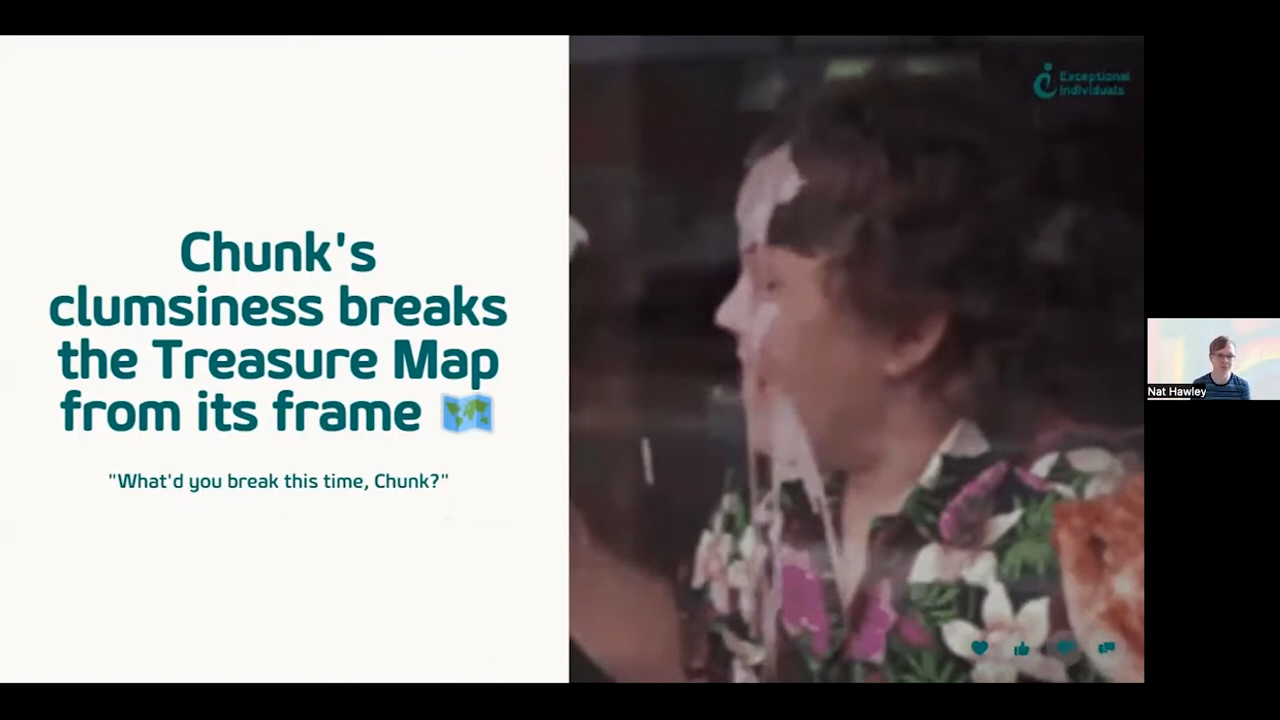 Chunk's
clumsiness breaks
the Treasure Map
from its frame
"What'd you break this time, Chunk?"
Exceptional
Individuals
Nat Hawley